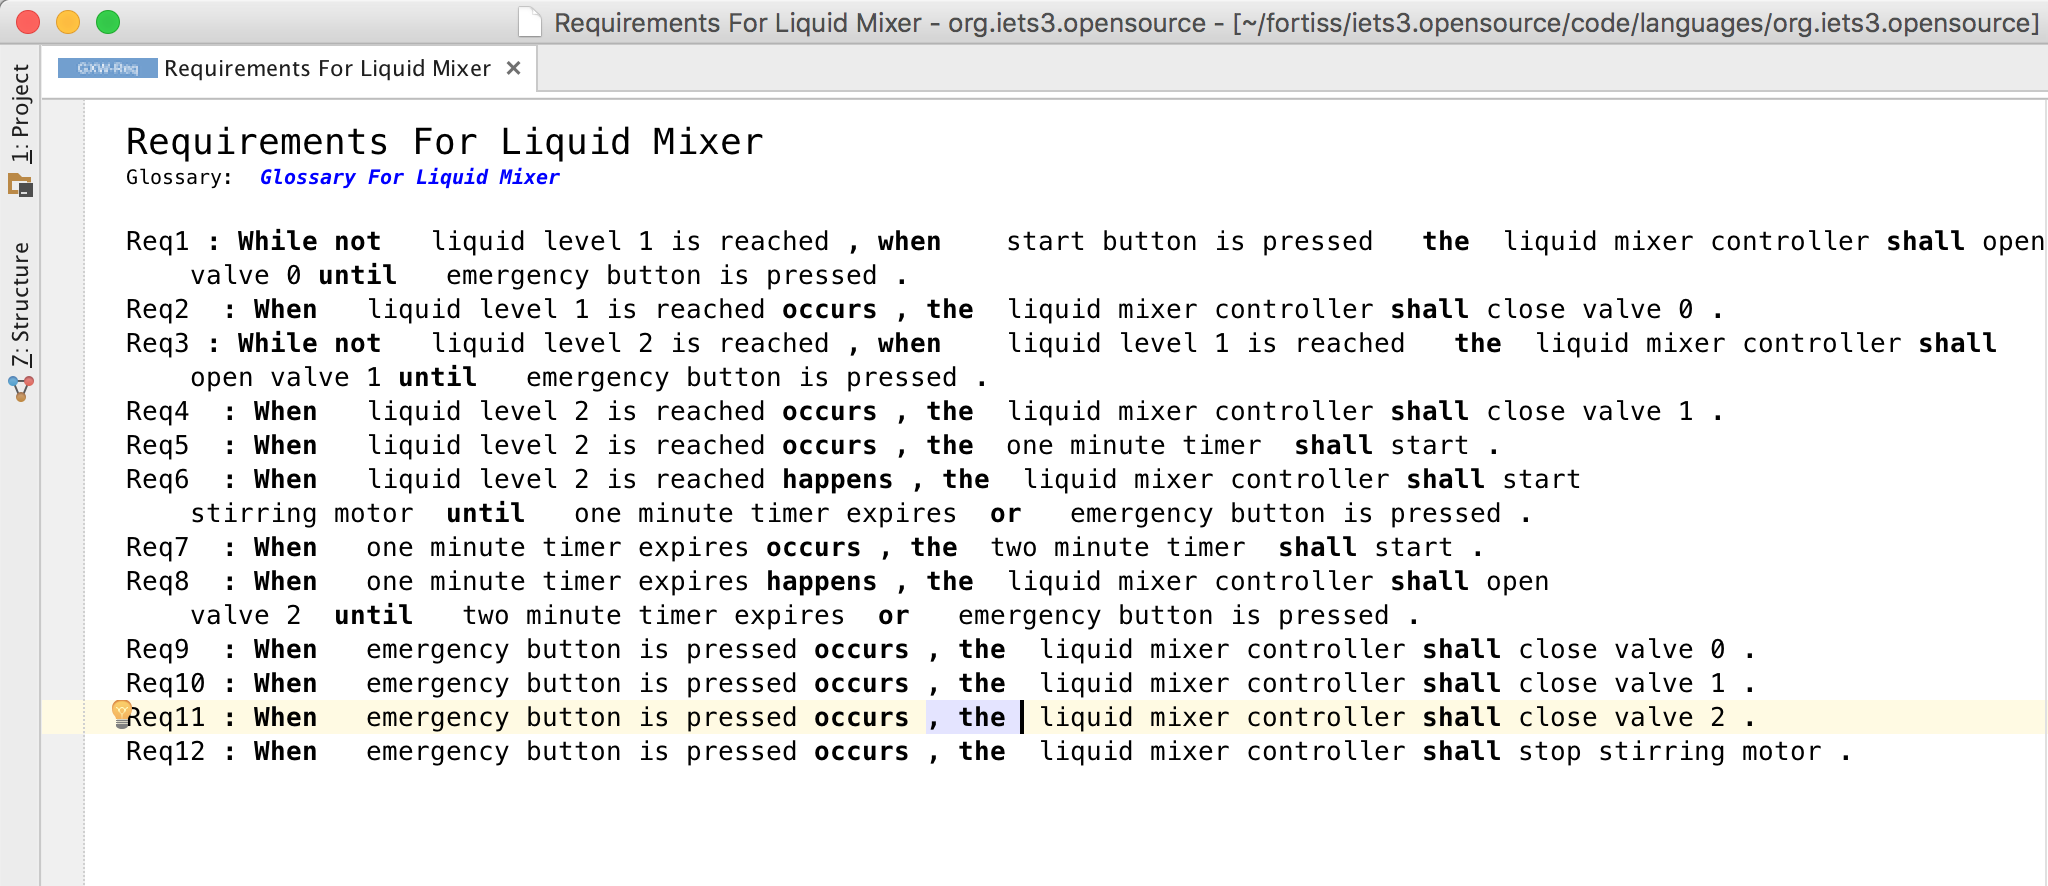 Requirements For Liquid Mixer - org.iets3.opensource - [~/fortiss/iets3.opensource/code/languages/org.iets3.opensource]
GXW-Req Requirements For Liquid Mixer ×
1: Project
7: Structure
Requirements For Liquid Mixer
Glossary: Glossary For Liquid Mixer
Req1 : While not liquid level 1 is reached , when start button is pressed the liquid mixer controller shall open
valve 0 until emergency button is pressed .
Req2 : When liquid level 1 is reached occurs , the liquid mixer controller shall close valve 0 .
Req3 : While not liquid level 2 is reached , when liquid level 1 is reached the liquid mixer controller shall
open valve 1 until emergency button is pressed .
Req4 : When liquid level 2 is reached occurs , the liquid mixer controller shall close valve 1 .
Req5 : When liquid level 2 is reached occurs , the one minute timer shall start .
Req6 : When liquid level 2 is reached happens , the liquid mixer controller shall start
stirring motor until one minute timer expires or emergency button is pressed .
Req7 : When one minute timer expires occurs , the two minute timer shall start .
Req8 : When one minute timer expires happens , the liquid mixer controller shall open
valve 2 until two minute timer expires or emergency button is pressed .
Req9 : When emergency button is pressed occurs , the liquid mixer controller shall close valve 0 .
Req10 : When emergency button is pressed occurs , the liquid mixer controller shall close valve 1 .
Req11 : When emergency button is pressed occurs , the liquid mixer controller shall close valve 2 .
Req12 : When emergency button is pressed occurs , the liquid mixer controller shall stop stirring motor .